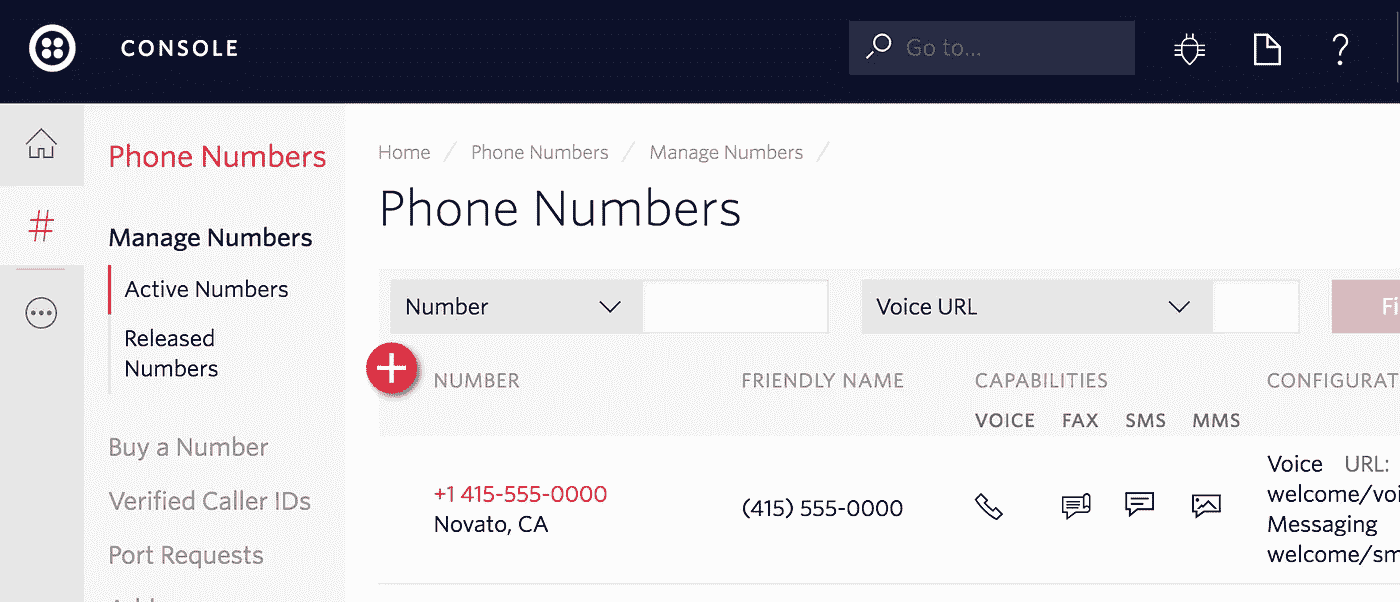 CONSOLE
Go to...
Phone Numbers
Manage Numbers
Active Numbers
Released
Numbers
Buy a Number
Verified Caller IDs
Port Requests
Home / Phone Numbers / Manage Numbers /
Phone Numbers
Number
Voice URL
Fi
NUMBER
FRIENDLY NAME
CAPABILITIES
CONFIGURAT
VOICE FAX SMS MMS
+1 415-555-0000
Novato, CA
(415) 555-0000
Voice URL:
welcome/voi
Messaging
welcome/sm